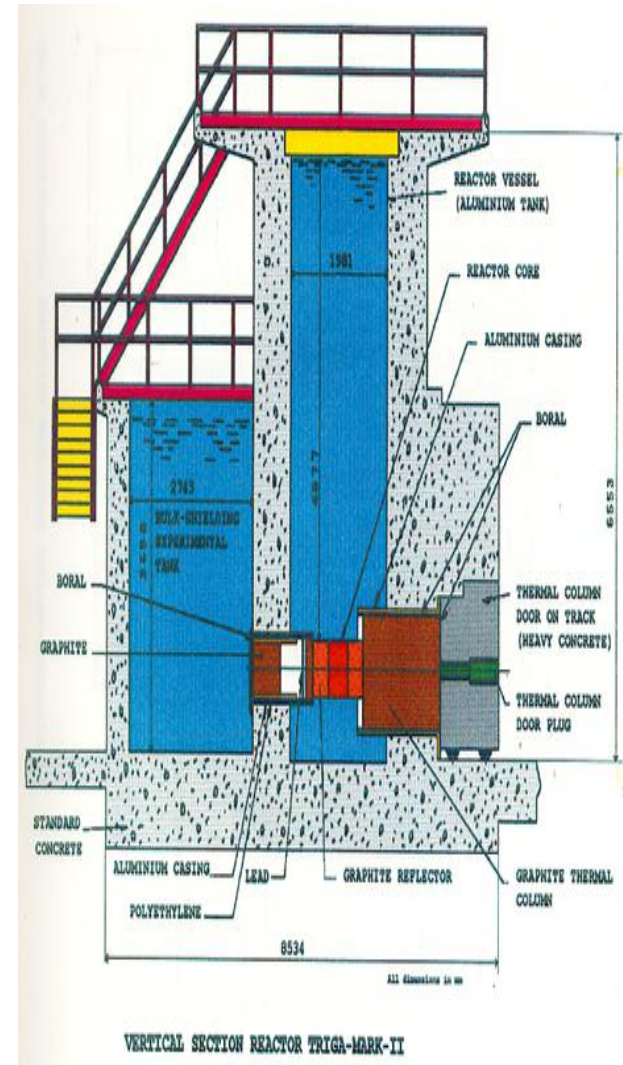 REACTOR VESSEL
(ALUMINIUM TANK)
1981
REACTOR CORE
ALUMINIUM CASING
BORAL
2743
BULK-SHIELDING
EXPERIMENTAL
TANK
6553
BORAL
THERMAL COLUMN
DOOR ON TRACK
(HEAVY CONCRETE)
GRAPHITE
THERMAL COLUMN
DOOR PLUG
STANDARD
CONCRETE
ALUMINIUM CASING
LEAD
GRAPHITE REFLECTOR
GRAPHITE THERMAL
COLUMN
POLYETHYLENE
8534
All dimensions in mm
VERTICAL SECTION REACTOR TRIGA-MARK-II